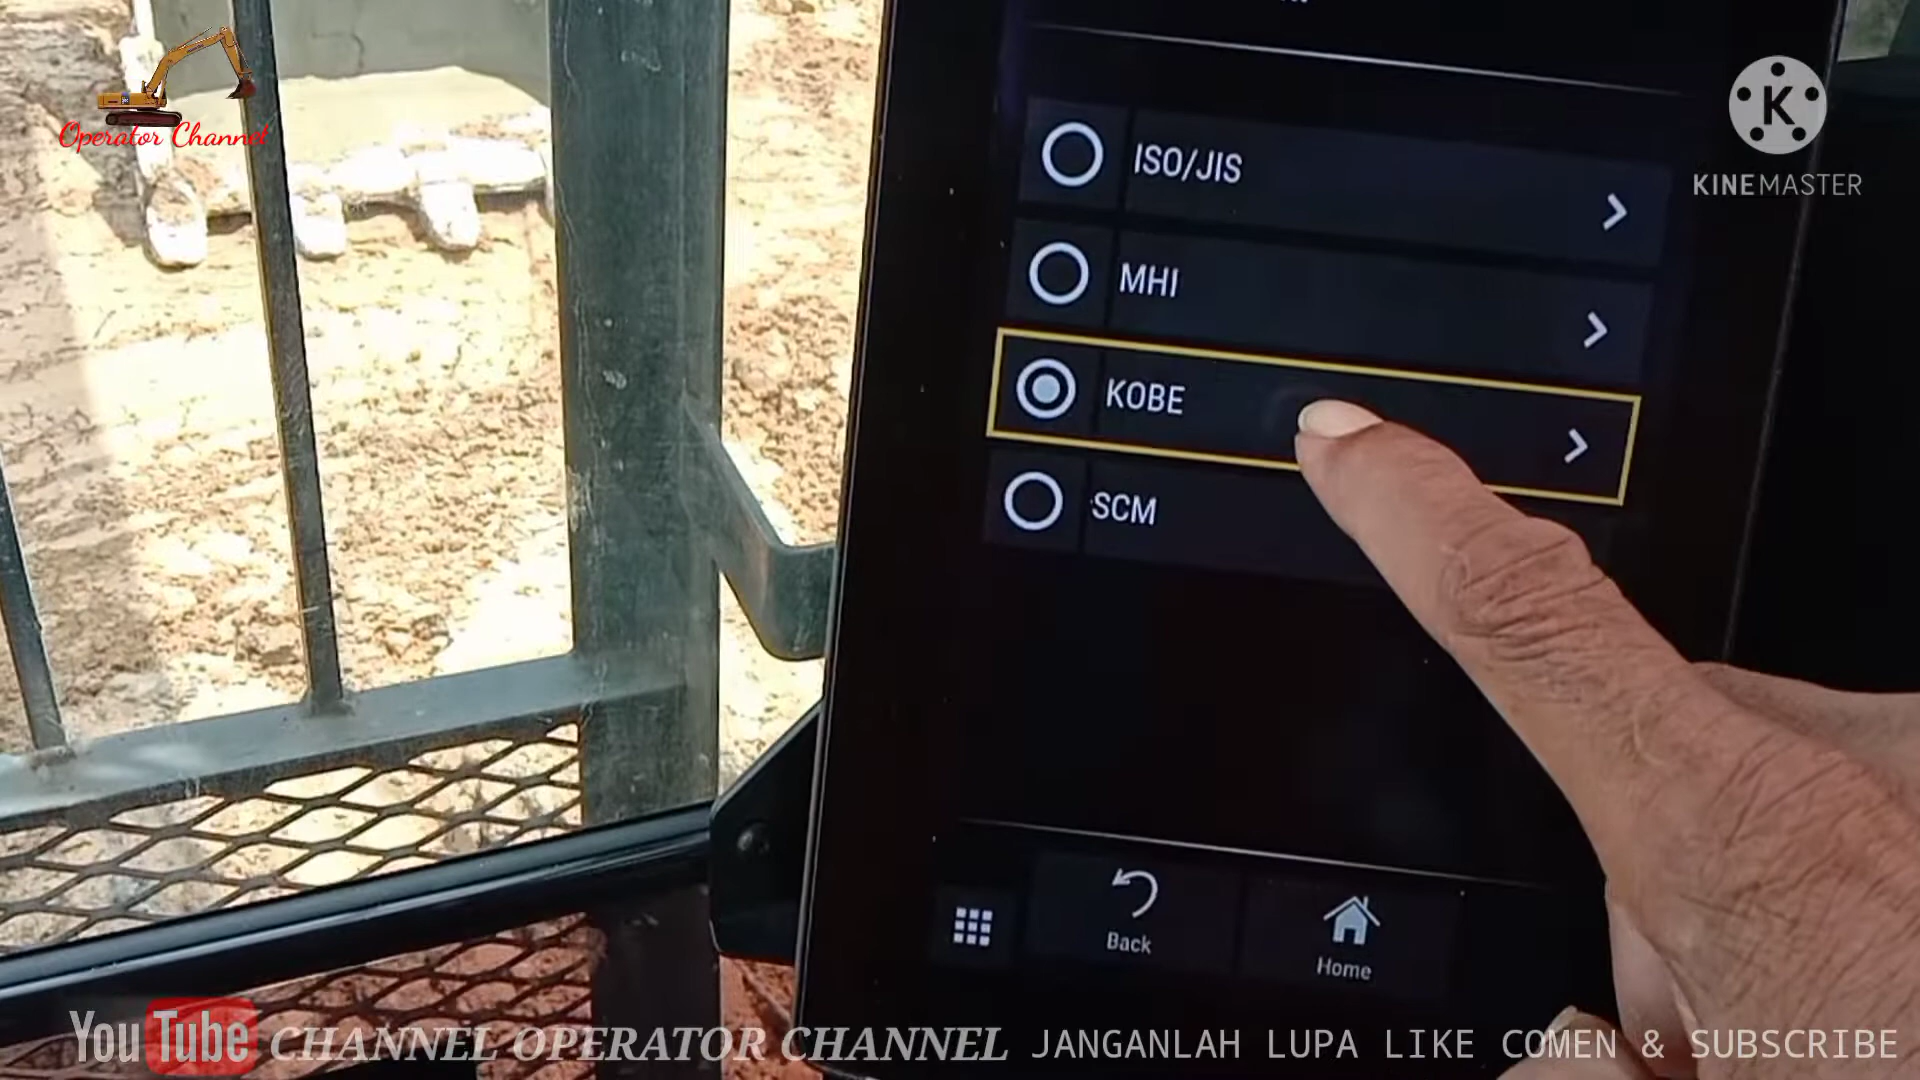 Operator Channel
K
KINEMASTER
ISO/JIS
MHI
KOBE
SCM
Back
Home
YouTube CHANNEL OPERATOR CHANNEL JANGANLAH LUPA LIKE COMEN & SUBSCRIBE